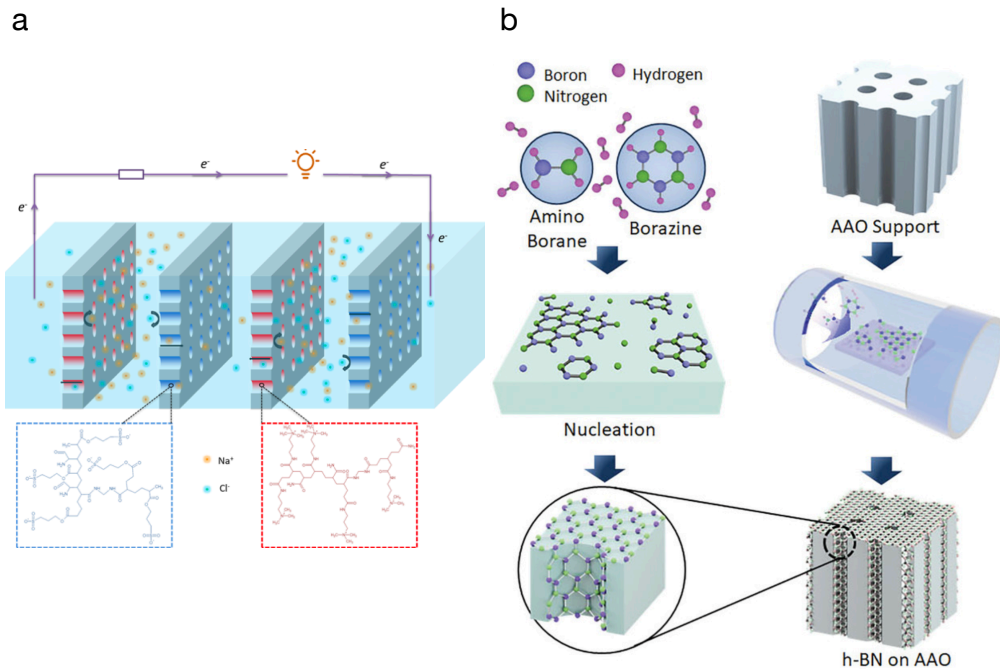 a
b
Boron
Hydrogen
Nitrogen
Amino
Borane
Borazine
AAO Support
e-
e-
e-
e-
e-
Nucleation
Na+
Cl-
h-BN on AAO